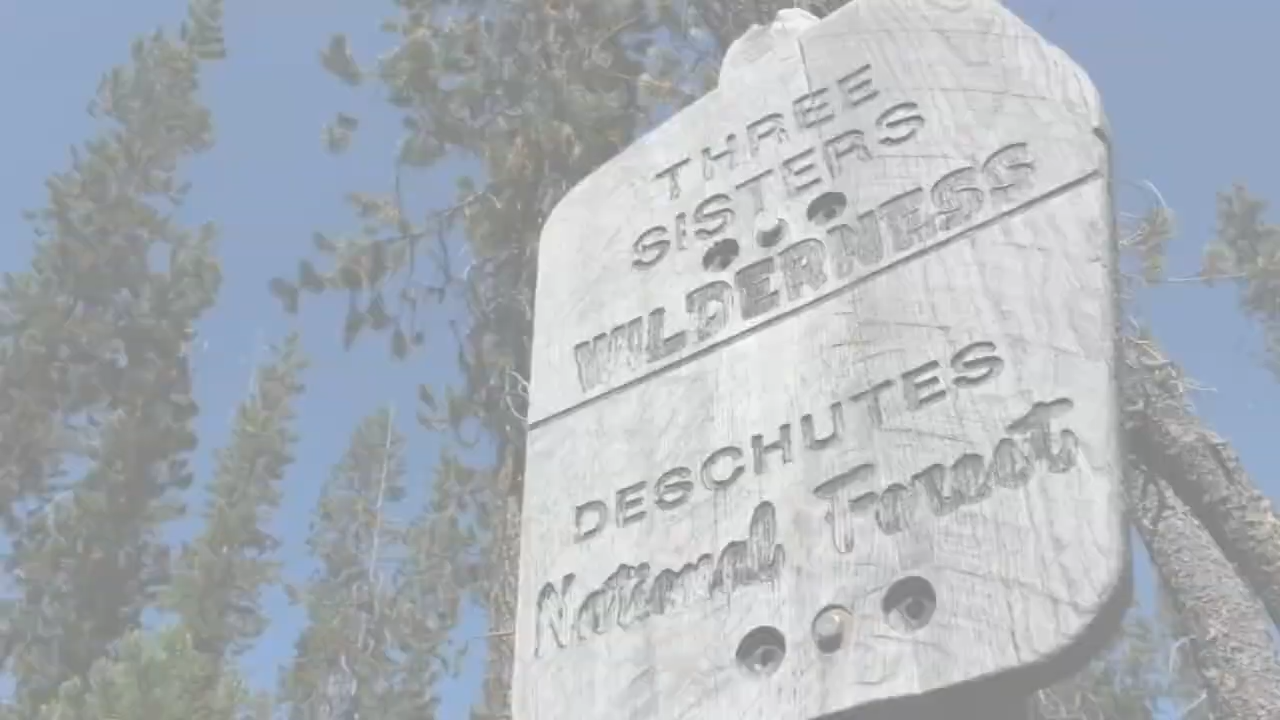 THREE
SISTERS
WILDERNESS
DESCHUTES
National Forest